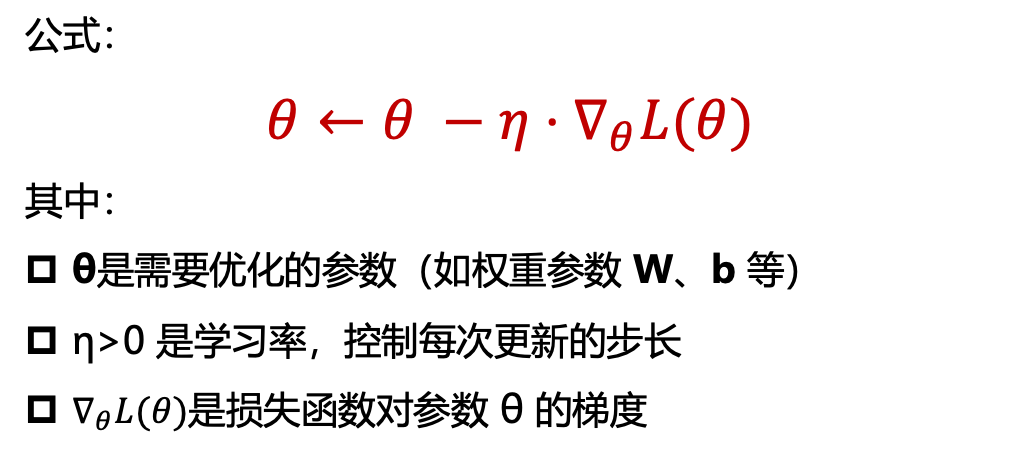 公式：
θ ← θ − η · ∇θL(θ)
其中：
θ是需要优化的参数（如权重参数 W、b 等）
η>0 是学习率，控制每次更新的步长
∇θL(θ)是损失函数对参数 θ 的梯度